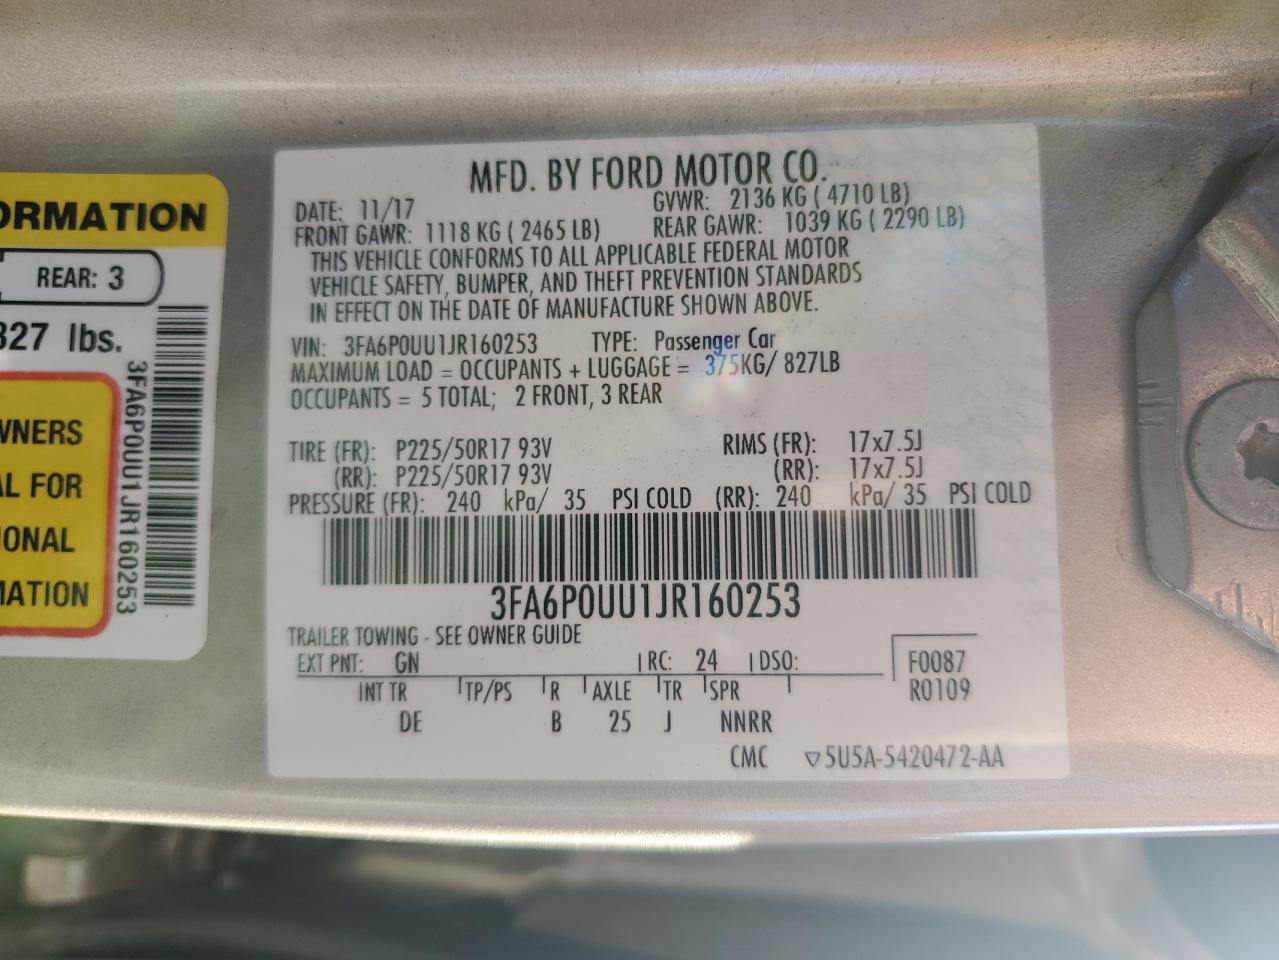 ORMATION
REAR: 3
827 lbs.
WNERS
AL FOR
IONAL
MATION
3FA6P0UU1JR160253
MFD. BY FORD MOTOR CO.
DATE: 11/17 GVWR: 2136 KG ( 4710 LB)
FRONT GAWR: 1118 KG ( 2465 LB) REAR GAWR: 1039 KG ( 2290 LB)
THIS VEHICLE CONFORMS TO ALL APPLICABLE FEDERAL MOTOR
VEHICLE SAFETY, BUMPER, AND THEFT PREVENTION STANDARDS
IN EFFECT ON THE DATE OF MANUFACTURE SHOWN ABOVE.
VIN: 3FA6P0UU1JR160253 TYPE: Passenger Car
MAXIMUM LOAD = OCCUPANTS + LUGGAGE = 375KG/ 827LB
OCCUPANTS = 5 TOTAL; 2 FRONT, 3 REAR
TIRE (FR): P225/50R17 93V RIMS (FR): 17x7.5J
(RR): P225/50R17 93V (RR): 17x7.5J
PRESSURE (FR): 240 kPa/ 35 PSI COLD (RR): 240 kPa/ 35 PSI COLD
3FA6P0UU1JR160253
TRAILER TOWING - SEE OWNER GUIDE
EXT PNT: GN RC: 24 DSO: F0087
INT TR TP/PS R AXLE TR SPR R0109
DE B 25 J NNRR
CMC ▽5U5A-5420472-AA